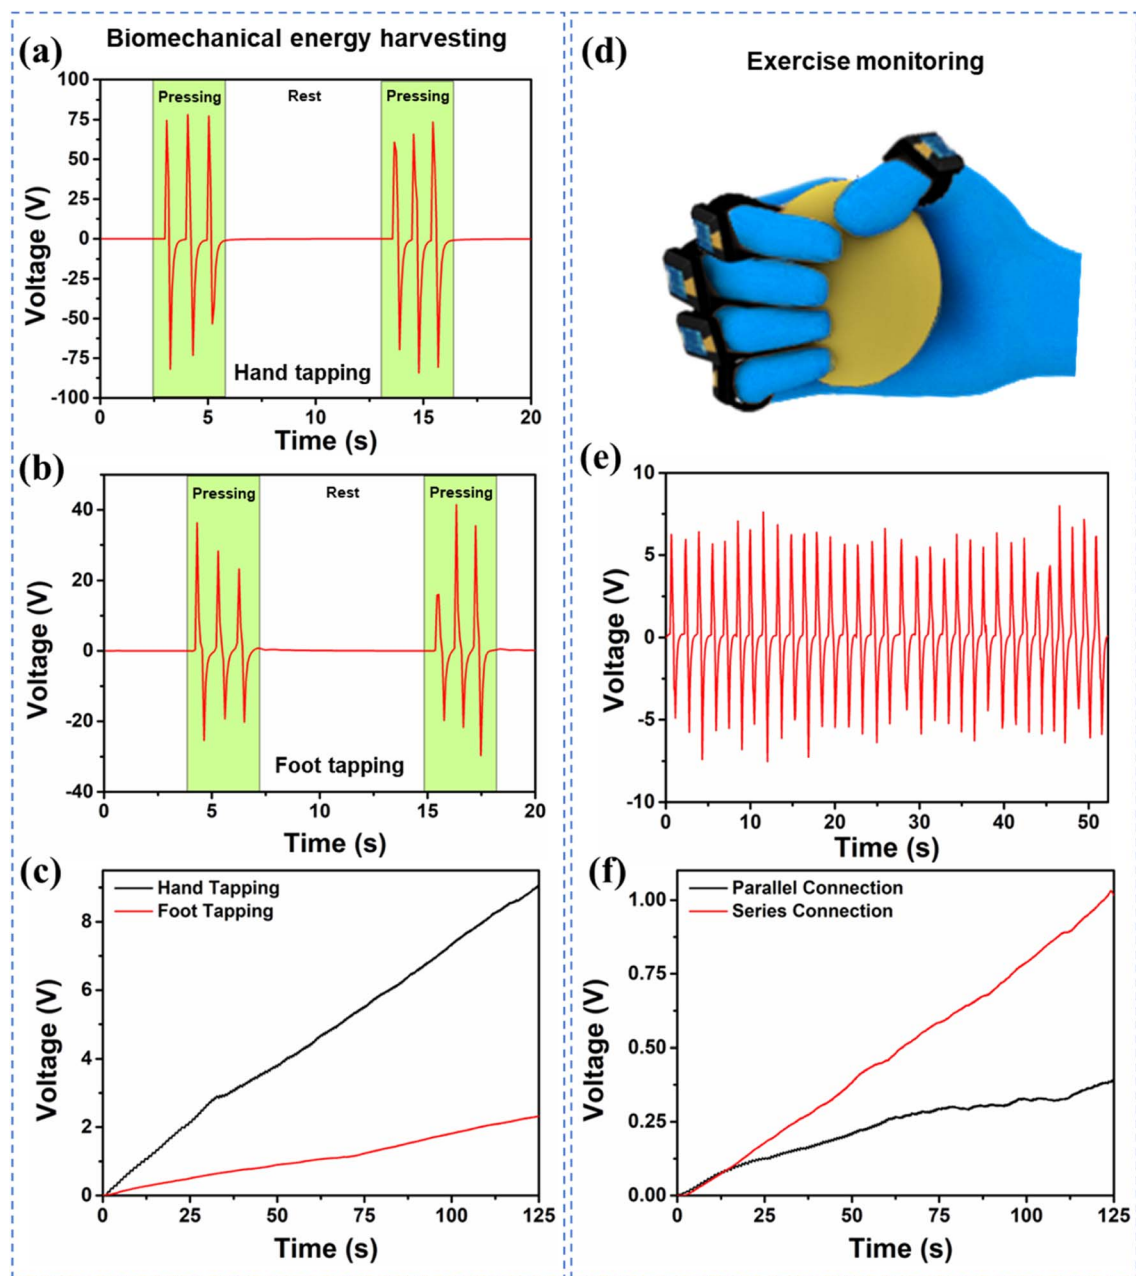 (a)
Biomechanical energy harvesting
100
75
50
25
0
-25
-50
-75
-100
Voltage (V)
Pressing
Rest
Pressing
Hand tapping
0
5
10
15
20
Time (s)
(b)
40
20
0
-20
-40
Voltage (V)
Pressing
Rest
Pressing
Foot tapping
0
5
10
15
20
Time (s)
(c)
8
6
4
2
0
Voltage (V)
Hand Tapping
Foot Tapping
0
25
50
75
100
125
Time (s)
(d)
Exercise monitoring
(e)
10
5
0
-5
-10
Voltage (V)
0
10
20
30
40
50
Time (s)
(f)
1.00
0.75
0.50
0.25
0.00
Voltage (V)
Parallel Connection
Series Connection
0
25
50
75
100
125
Time (s)